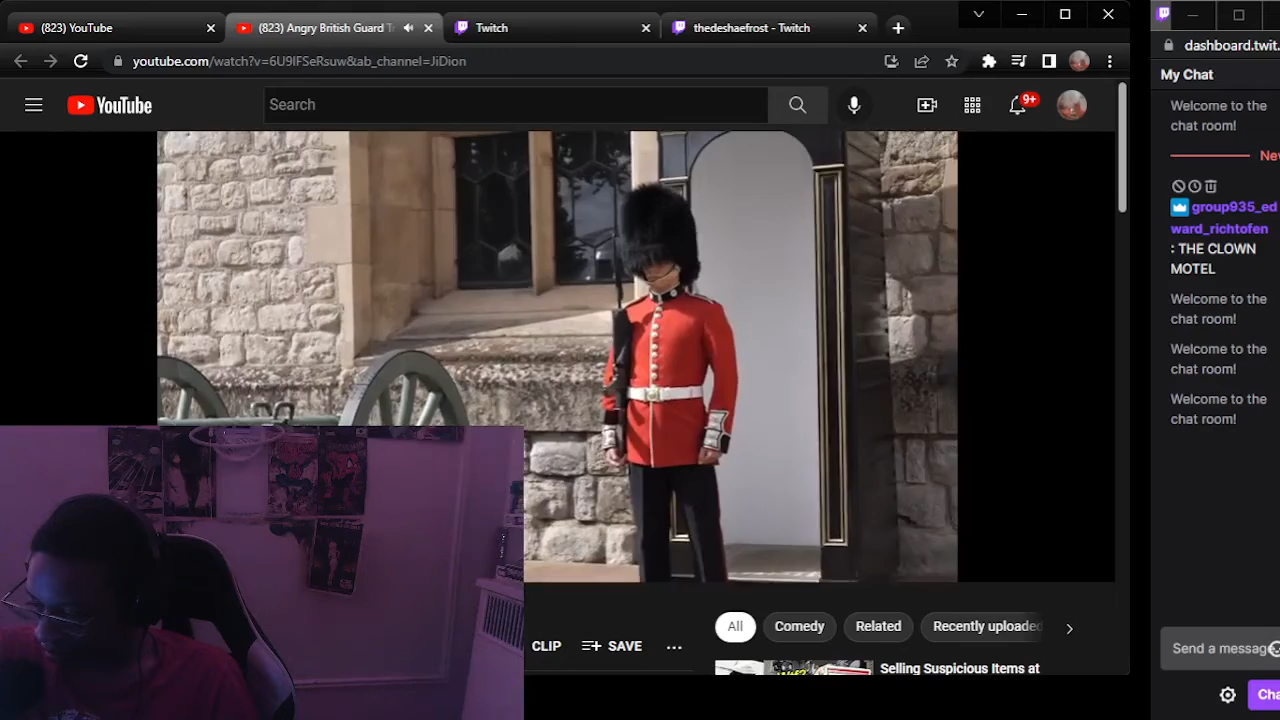 (823) YouTube
(823) Angry British Guard T
Twitch
thedeshaefrost - Twitch
youtube.com/watch?v=6U9IFSeRsuw&ab_channel=JiDion
dashboard.twit.
YouTube
Search
9+
My Chat
Welcome to the
chat room!
Ne
group935_ed
ward_richtofen
: THE CLOWN
MOTEL
Welcome to the
chat room!
Welcome to the
chat room!
Welcome to the
chat room!
CLIP
SAVE
...
All
Comedy
Related
Recently uploaded
Selling Suspicious Items at
Send a message
Cha